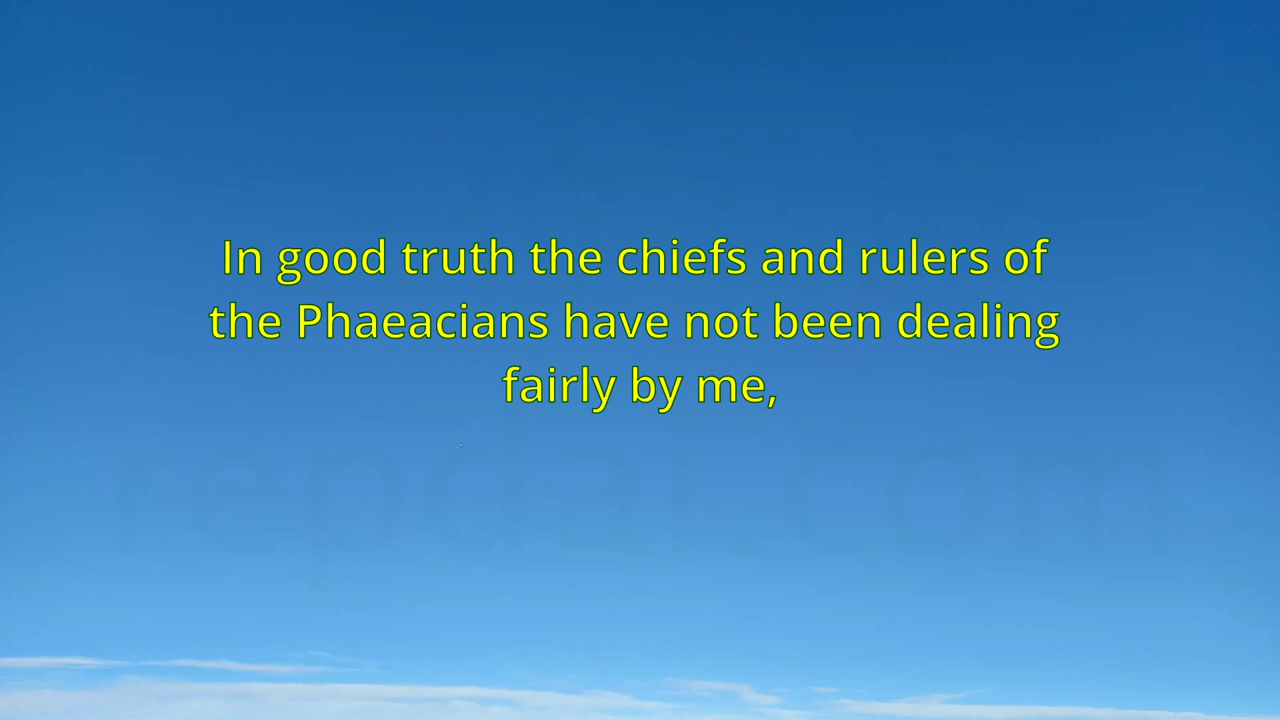 In good truth the chiefs and rulers of
the Phaeacians have not been dealing
fairly by me,